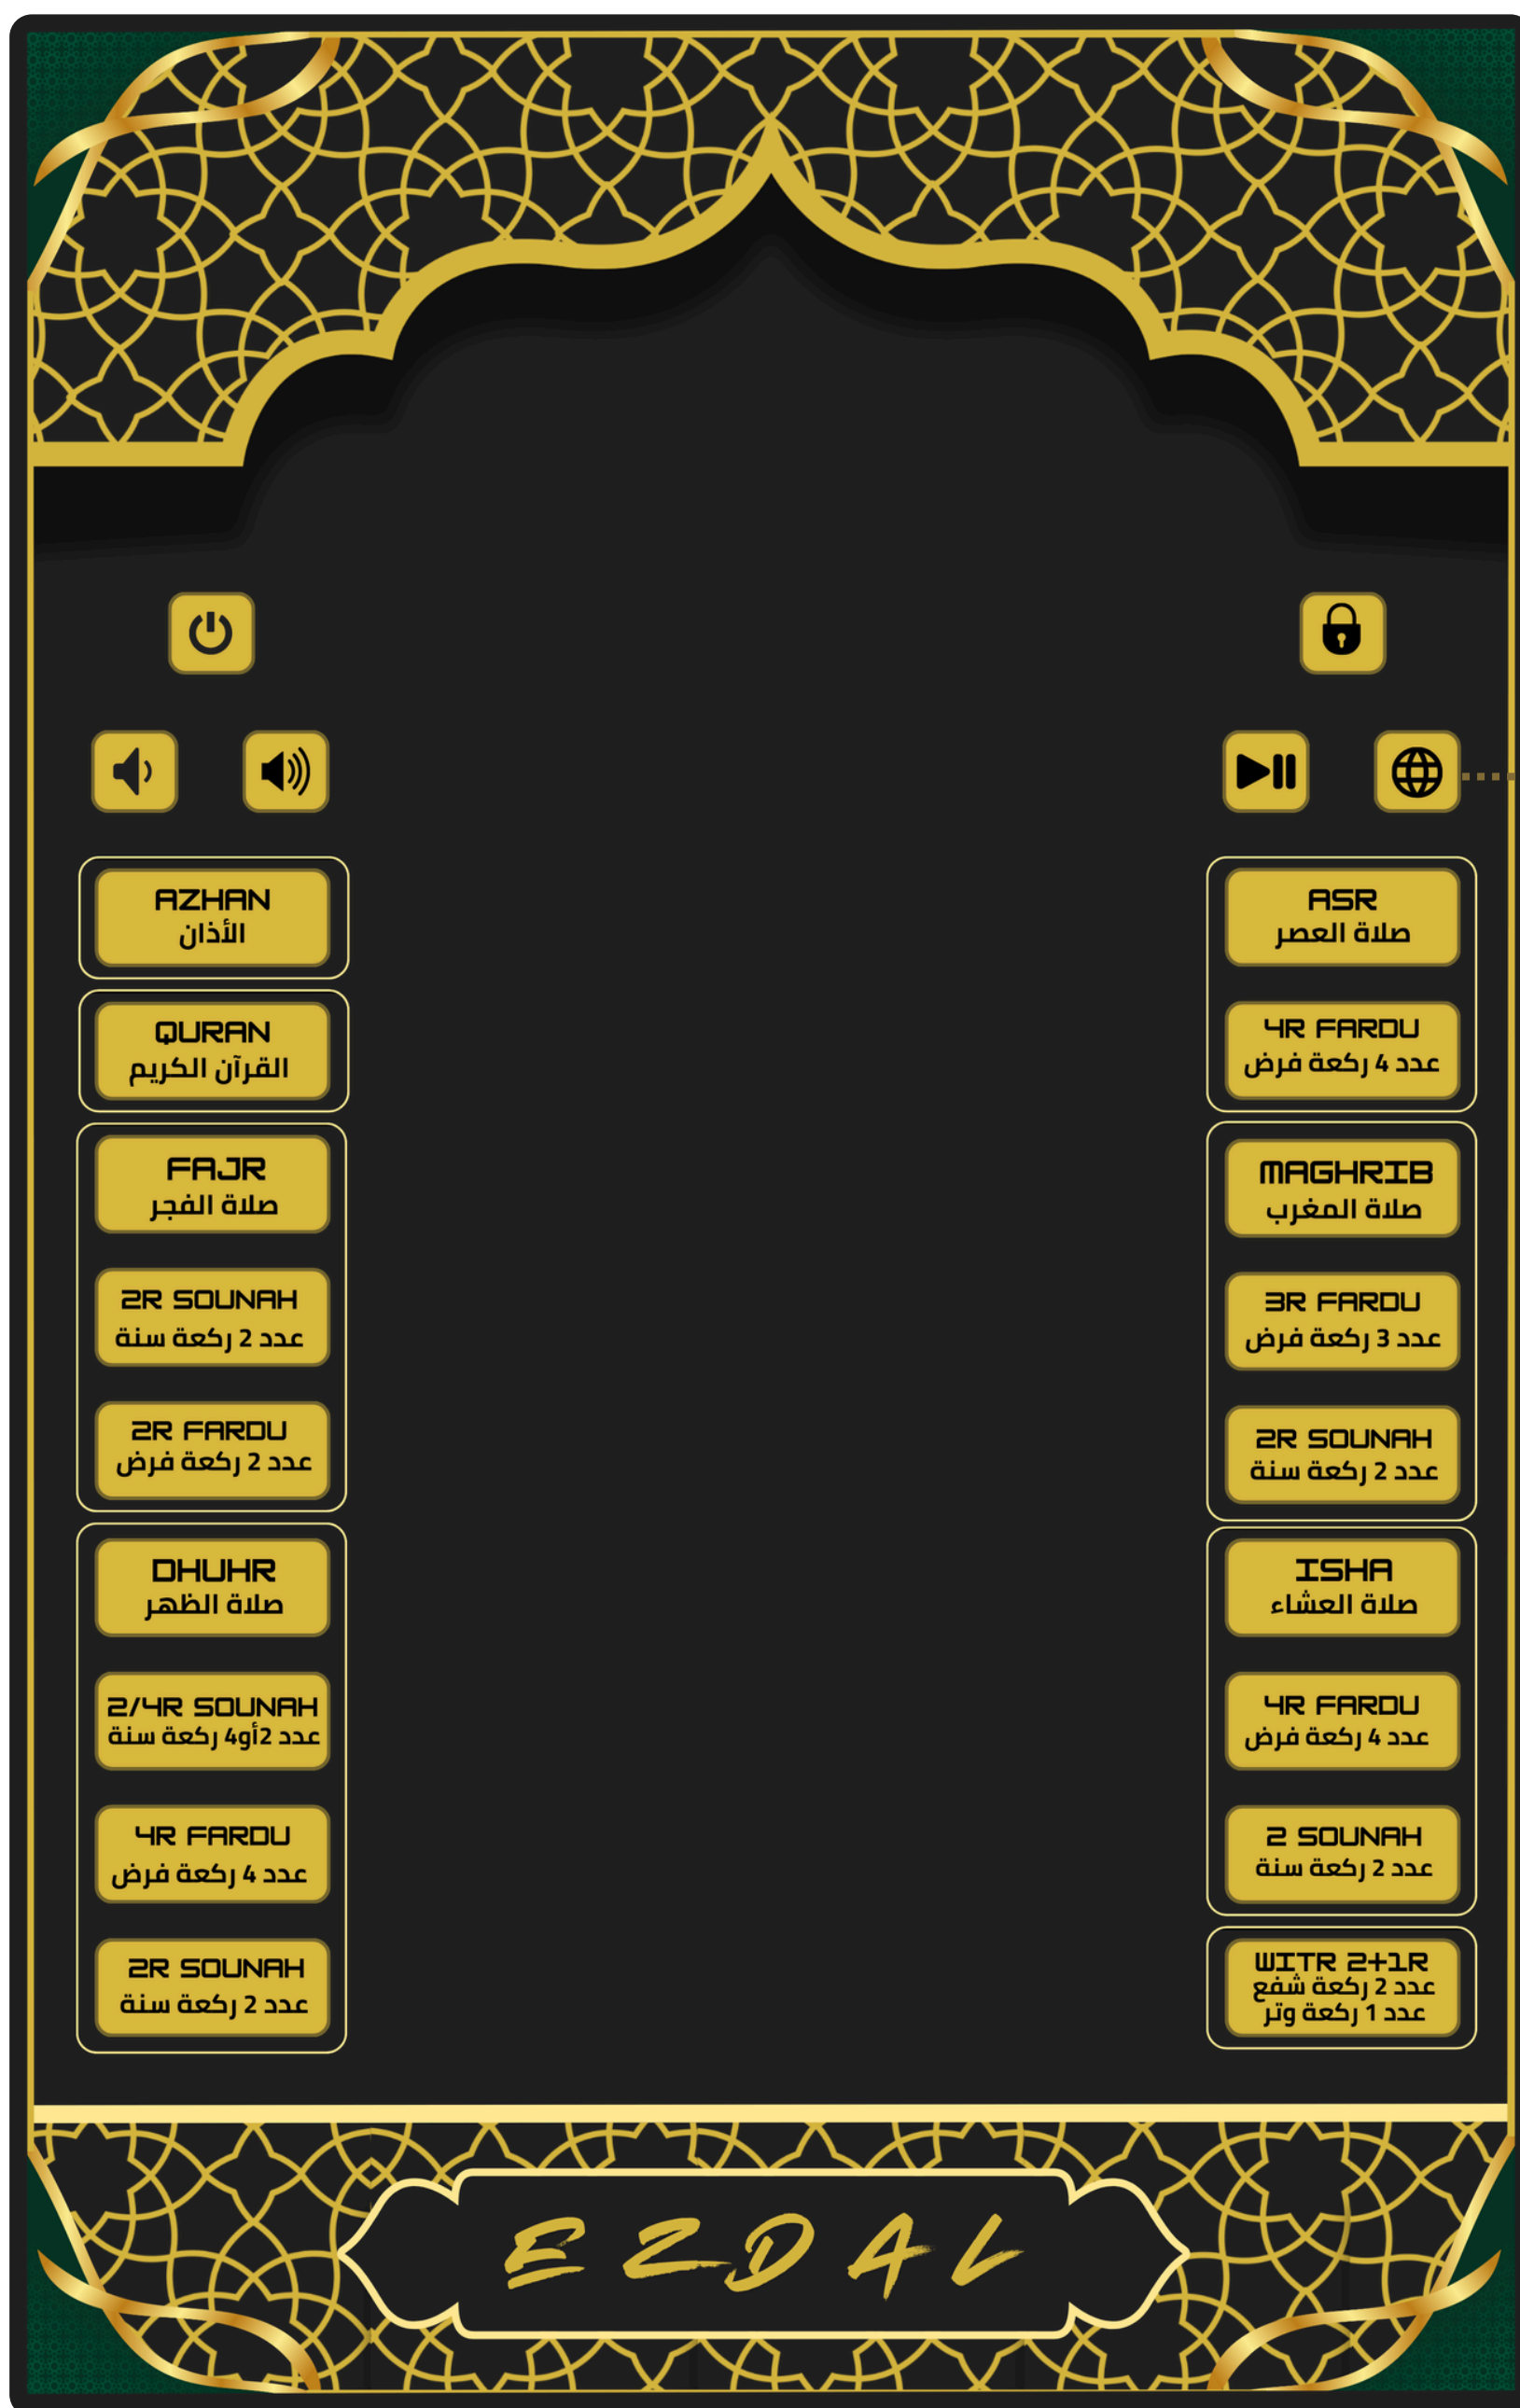 AZHAN
الأذان
QURAN
القرآن الكريم
FAJR
صلاة الفجر
2R SOUNAH
عدد 2 ركعة سنة
2R FARDU
عدد 2 ركعة فرض
DHUHR
صلاة الظهر
2/4R SOUNAH
عدد 2أو4 ركعة سنة
4R FARDU
عدد 4 ركعة فرض
2R SOUNAH
عدد 2 ركعة سنة
ASR
صلاة العصر
4R FARDU
عدد 4 ركعة فرض
MAGHRIB
صلاة المغرب
3R FARDU
عدد 3 ركعة فرض
2R SOUNAH
عدد 2 ركعة سنة
ISHA
صلاة العشاء
4R FARDU
عدد 4 ركعة فرض
2 SOUNAH
عدد 2 ركعة سنة
WITR 2+1R
عدد 2 ركعة شفع
عدد 1 ركعة وتر
EZDAL